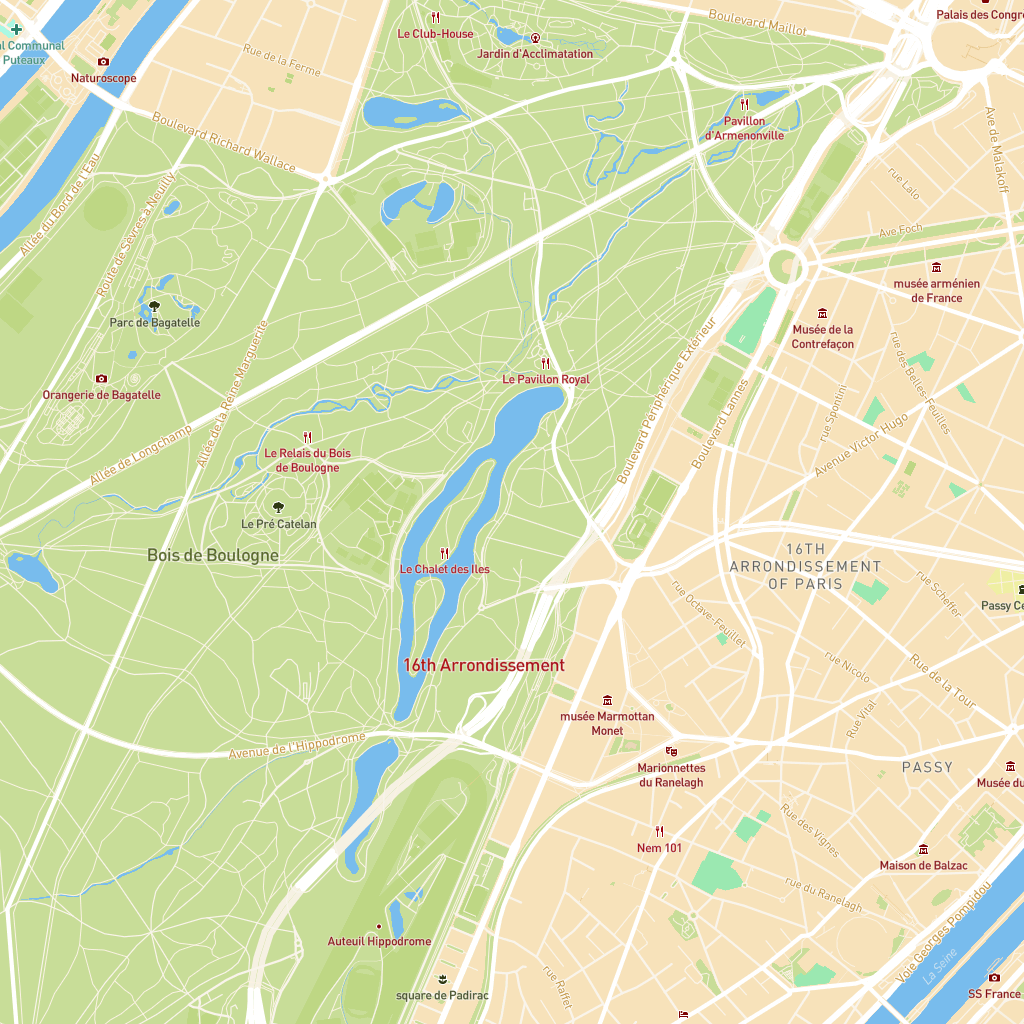 Palais des Congre
Boulevard Maillot
Le Club-House
Jardin d'Acclimatation
al Communal
Puteaux
Naturoscope
Rue de la Ferme
Pavillon
d'Armenonville
Boulevard Richard Wallace
Ave de Malakoff
rue Lalo
Allée du Bord de l'Eau
Route de Sèvres à Neuilly
Ave Foch
musée arménien
de France
Parc de Bagatelle
Musée de la
Contrefaçon
Allée de la Reine Marguerite
Boulevard Périphérique Extérieur
Le Pavillon Royal
rue des Belles-Feuilles
Orangerie de Bagatelle
Boulevard Lannes
rue Spontini
Avenue Victor Hugo
Allée de Longchamp
Le Relais du Bois
de Boulogne
Le Pré Catelan
Bois de Boulogne
Le Chalet des Iles
16TH
ARRONDISSEMENT
OF PARIS
rue Octave-Feuillet
rue Scheffer
Passy Ce
16th Arrondissement
rue Nicolo
Rue de la Tour
Rue Vital
musée Marmottan
Monet
Avenue de l'Hippodrome
Marionnettes
du Ranelagh
PASSY
Musée du
Rue des Vignes
Nem 101
Maison de Balzac
rue du Ranelagh
Voie Georges Pompidou
La Seine
Auteuil Hippodrome
square de Padirac
rue Raffet
SS France